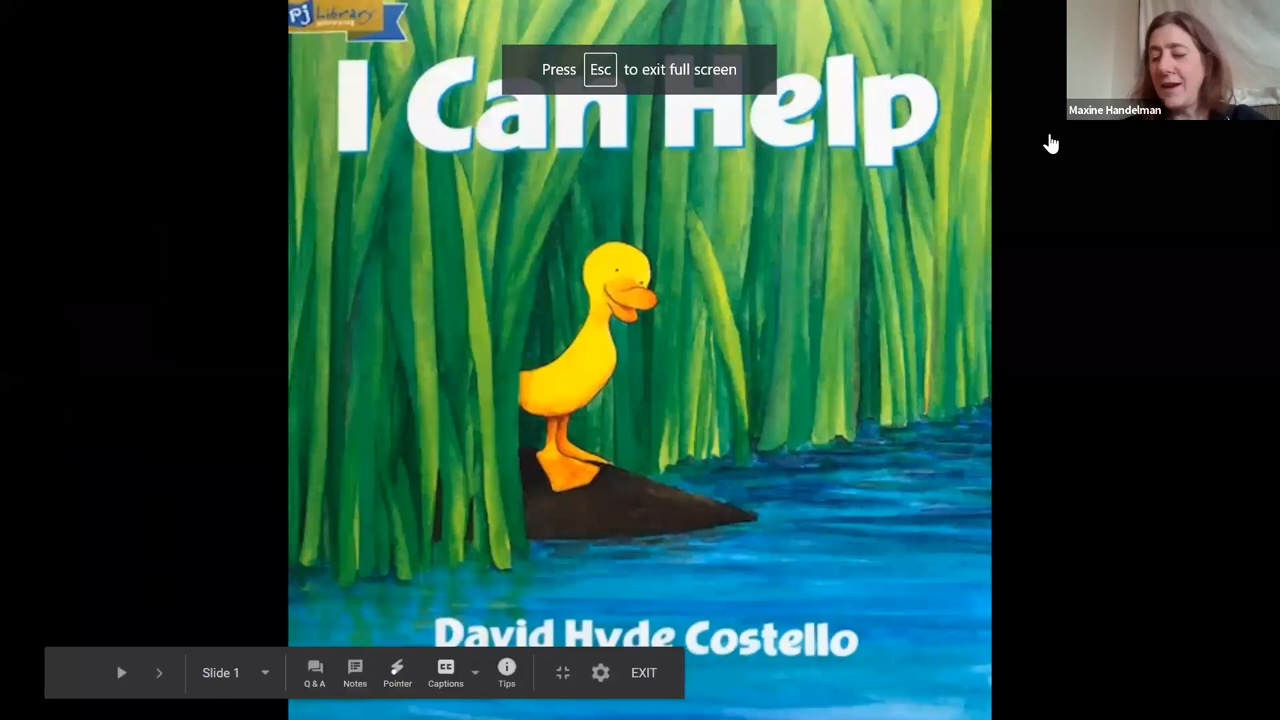 pj Library
I Can Help
Press Esc to exit full screen
Maxine Handelman
David Hyde Costello
Slide 1
Q & A
Notes
Pointer
CC
Captions
Tips
EXIT